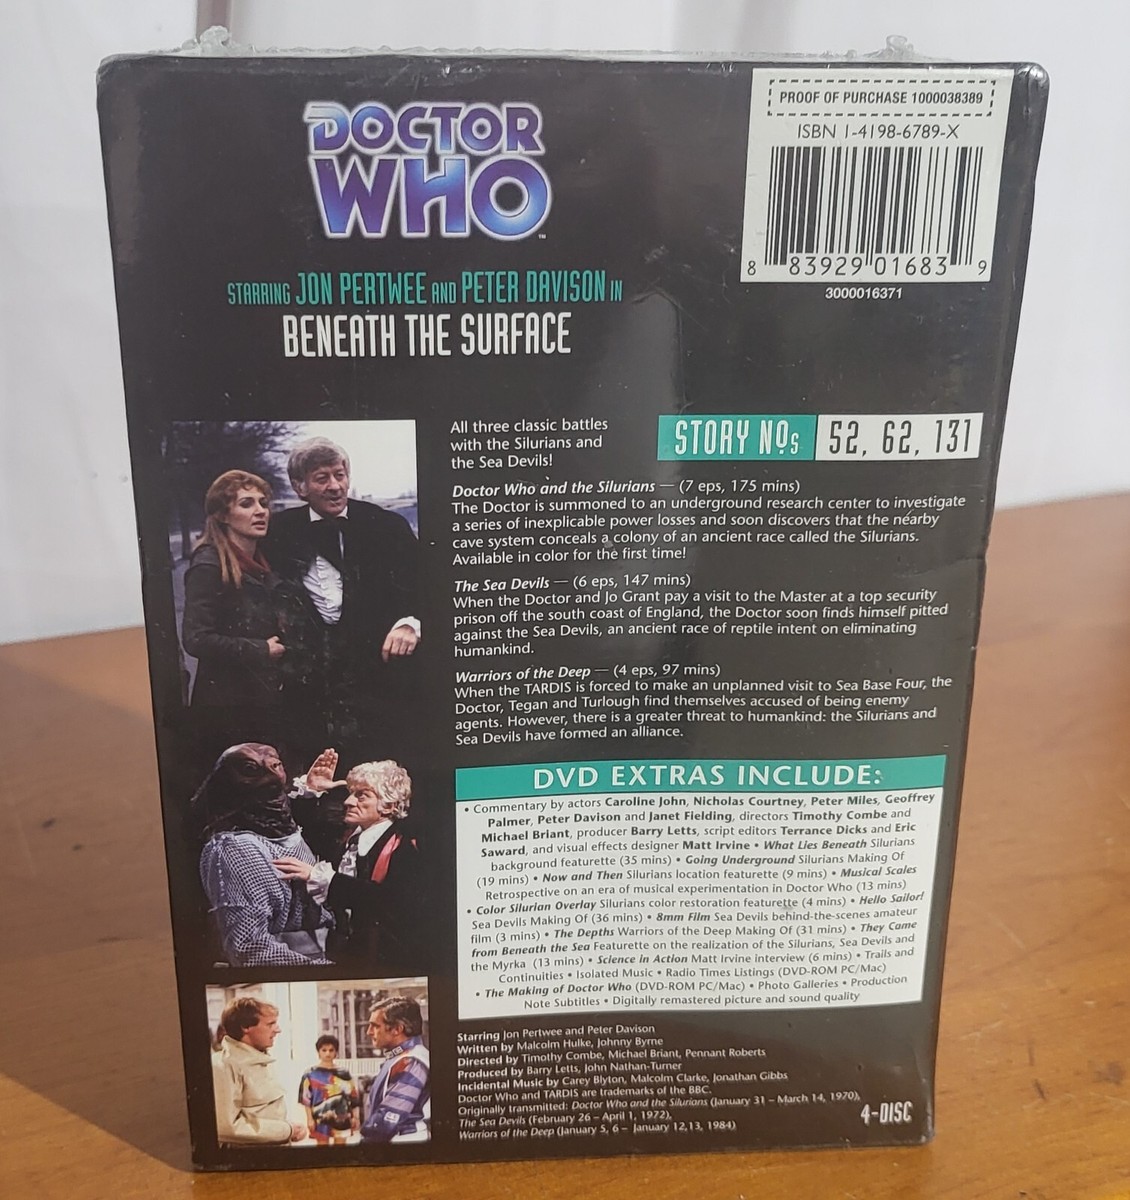 DOCTOR
WHO
™
PROOF OF PURCHASE 1000038389
ISBN 1-4198-6789-X
8 83929 01683 9
3000016371
STARRING JON PERTWEE AND PETER DAVISON IN
BENEATH THE SURFACE
All three classic battles
with the Silurians and
the Sea Devils!
STORY NOs 52, 62, 131
Doctor Who and the Silurians — (7 eps, 175 mins)
The Doctor is summoned to an underground research center to investigate
a series of inexplicable power losses and soon discovers that the nearby
cave system conceals a colony of an ancient race called the Silurians.
Available in color for the first time!
The Sea Devils — (6 eps, 147 mins)
When the Doctor and Jo Grant pay a visit to the Master at a top security
prison off the south coast of England, the Doctor soon finds himself pitted
against the Sea Devils, an ancient race of reptile intent on eliminating
humankind.
Warriors of the Deep — (4 eps, 97 mins)
When the TARDIS is forced to make an unplanned visit to Sea Base Four, the
Doctor, Tegan and Turlough find themselves accused of being enemy
agents. However, there is a greater threat to humankind: the Silurians and
Sea Devils have formed an alliance.
DVD EXTRAS INCLUDE:
• Commentary by actors Caroline John, Nicholas Courtney, Peter Miles, Geoffrey
Palmer, Peter Davison and Janet Fielding, directors Timothy Combe and
Michael Briant, producer Barry Letts, script editors Terrance Dicks and Eric
Saward, and visual effects designer Matt Irvine • What Lies Beneath Silurians
background featurette (35 mins) • Going Underground Silurians Making Of
(19 mins) • Now and Then Silurians location featurette (9 mins) • Musical Scales
Retrospective on an era of musical experimentation in Doctor Who (13 mins)
• Color Silurian Overlay Silurians color restoration featurette (4 mins) • Hello Sailor!
Sea Devils Making Of (36 mins) • 8mm Film Sea Devils behind-the-scenes amateur
film (3 mins) • The Depths Warriors of the Deep Making Of (31 mins) • They Came
from Beneath the Sea Featurette on the realization of the Silurians, Sea Devils and
the Myrka (13 mins) • Science in Action Matt Irvine interview (6 mins) • Trails and
Continuities • Isolated Music • Radio Times Listings (DVD-ROM PC/Mac)
• The Making of Doctor Who (DVD-ROM PC/Mac) • Photo Galleries • Production
Note Subtitles • Digitally remastered picture and sound quality
Starring Jon Pertwee and Peter Davison
Written by Malcolm Hulke, Johnny Byrne
Directed by Timothy Combe, Michael Briant, Pennant Roberts
Produced by Barry Letts, John Nathan-Turner
Incidental Music by Carey Blyton, Malcolm Clarke, Jonathan Gibbs
Doctor Who and TARDIS are trademarks of the BBC.
Originally transmitted: Doctor Who and the Silurians (January 31 – March 14, 1970),
The Sea Devils (February 26 – April 1, 1972),
Warriors of the Deep (January 5, 6 – January 12,13, 1984)
4-DISC